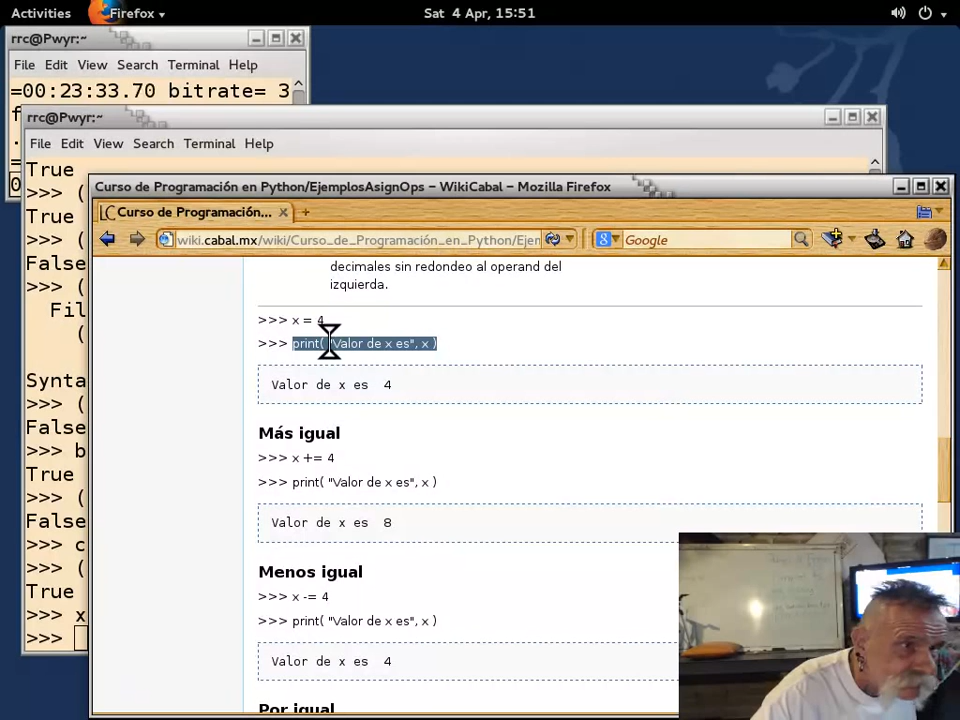 Activities Firefox Sat 4 Apr, 15:51
rrc@Pwyr:~
File Edit View Search Terminal Help
=00:23:33.70 bitrate= 3
f
.
=
0
rrc@Pwyr:~
File Edit View Search Terminal Help
True
>>> (
True
>>> (
False
>>> (
Fil
(
Synta
>>> (
False
>>> b
True
>>> (
False
>>> c
>>> (
True
>>> x
>>>
Curso de Programación en Python/EjemplosAsignOps – WikiCabal – Mozilla Firefox
Curso de Programación...
wiki.cabal.mx/wiki/Curso_de_Programación_en_Python/Ejen
Google
decimales sin redondeo al operand del
izquierda.
>>> x = 4
>>> print( "Valor de x es", x )
Valor de x es  4
Más igual
>>> x += 4
>>> print( "Valor de x es", x )
Valor de x es  8
Menos igual
>>> x -= 4
>>> print( "Valor de x es", x )
Valor de x es  4
Por igual